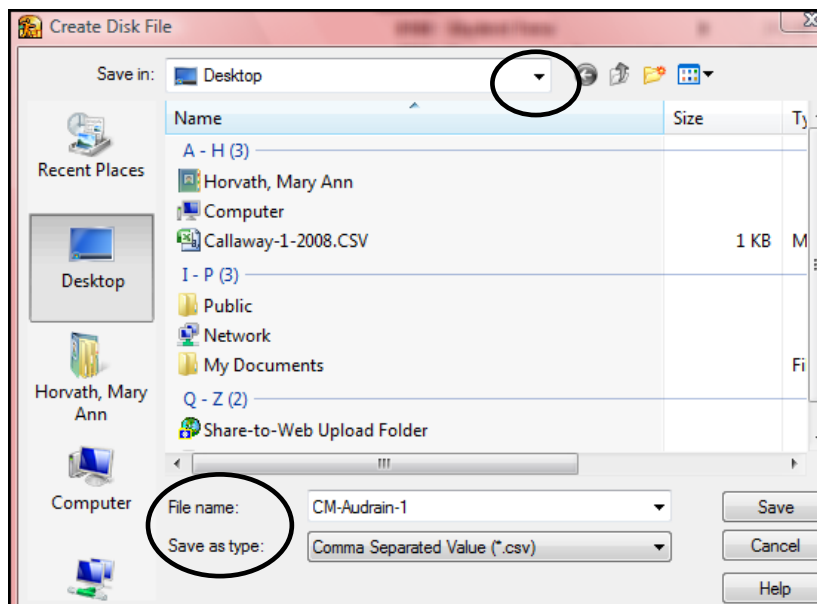 Create Disk File
Save in:
Desktop
Name
Size
Ty
A - H (3)
Horvath, Mary Ann
Computer
Callaway-1-2008.CSV
1 KB
M
I - P (3)
Public
Network
My Documents
Fi
Q - Z (2)
Share-to-Web Upload Folder
Recent Places
Desktop
Horvath, Mary
Ann
Computer
File name:
CM-Audrain-1
Save
Save as type:
Comma Separated Value (*.csv)
Cancel
Help